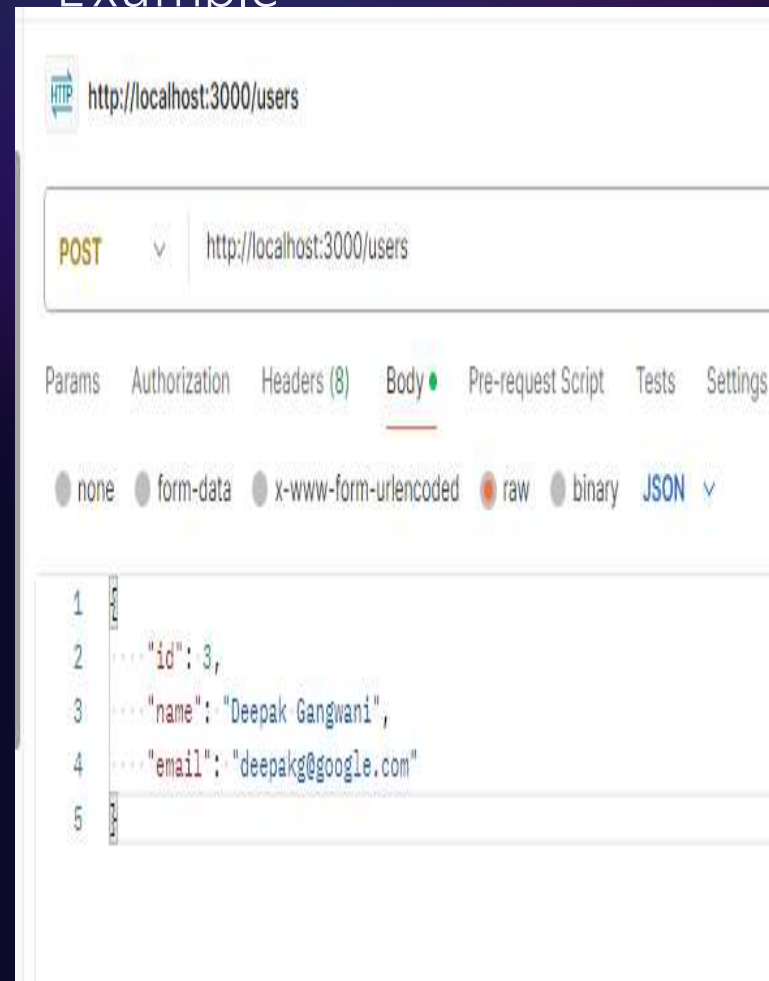 Example
HTTP http://localhost:3000/users
POST http://localhost:3000/users
Params Authorization Headers (8) Body Pre-request Script Tests Settings
none form-data x-www-form-urlencoded raw binary JSON
1 {
2 "id": 3,
3 "name": "Deepak Gangwani",
4 "email": "deepakg@google.com"
5 }